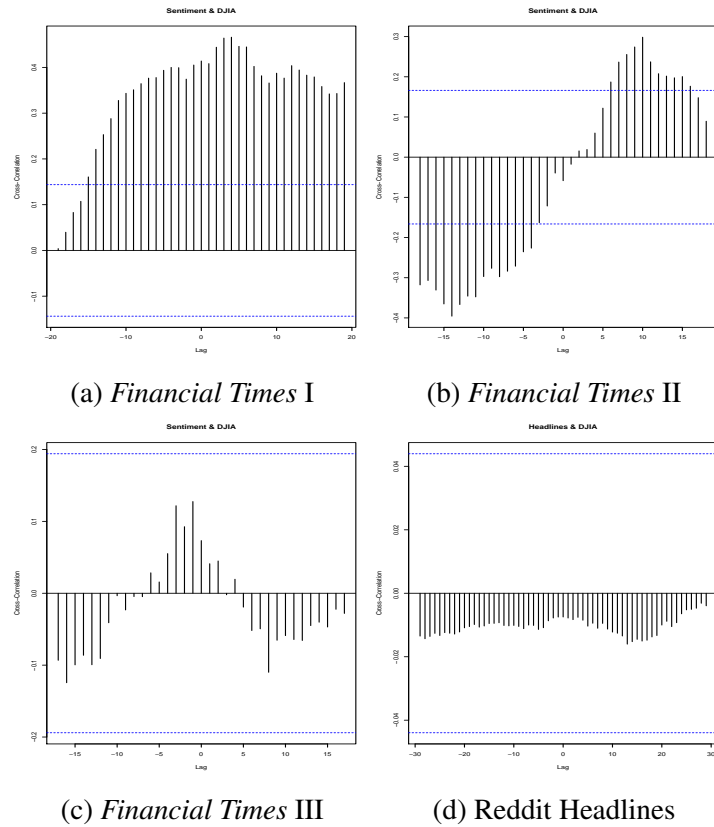 Sentiment & DJIA
Cross-Correlation
0.4
0.3
0.2
0.1
0.0
-0.1
-20 -10 0 10 20
Lag
(a) Financial Times I
Sentiment & DJIA
Cross-Correlation
0.3
0.2
0.1
0.0
-0.1
-0.2
-0.3
-0.4
-15 -10 -5 0 5 10 15
Lag
(b) Financial Times II
Sentiment & DJIA
Cross-Correlation
0.2
0.1
0.0
-0.1
-0.2
-15 -10 -5 0 5 10 15
Lag
(c) Financial Times III
Headlines & DJIA
Cross-Correlation
0.04
0.02
0.00
-0.02
-0.04
-30 -20 -10 0 10 20 30
Lag
(d) Reddit Headlines